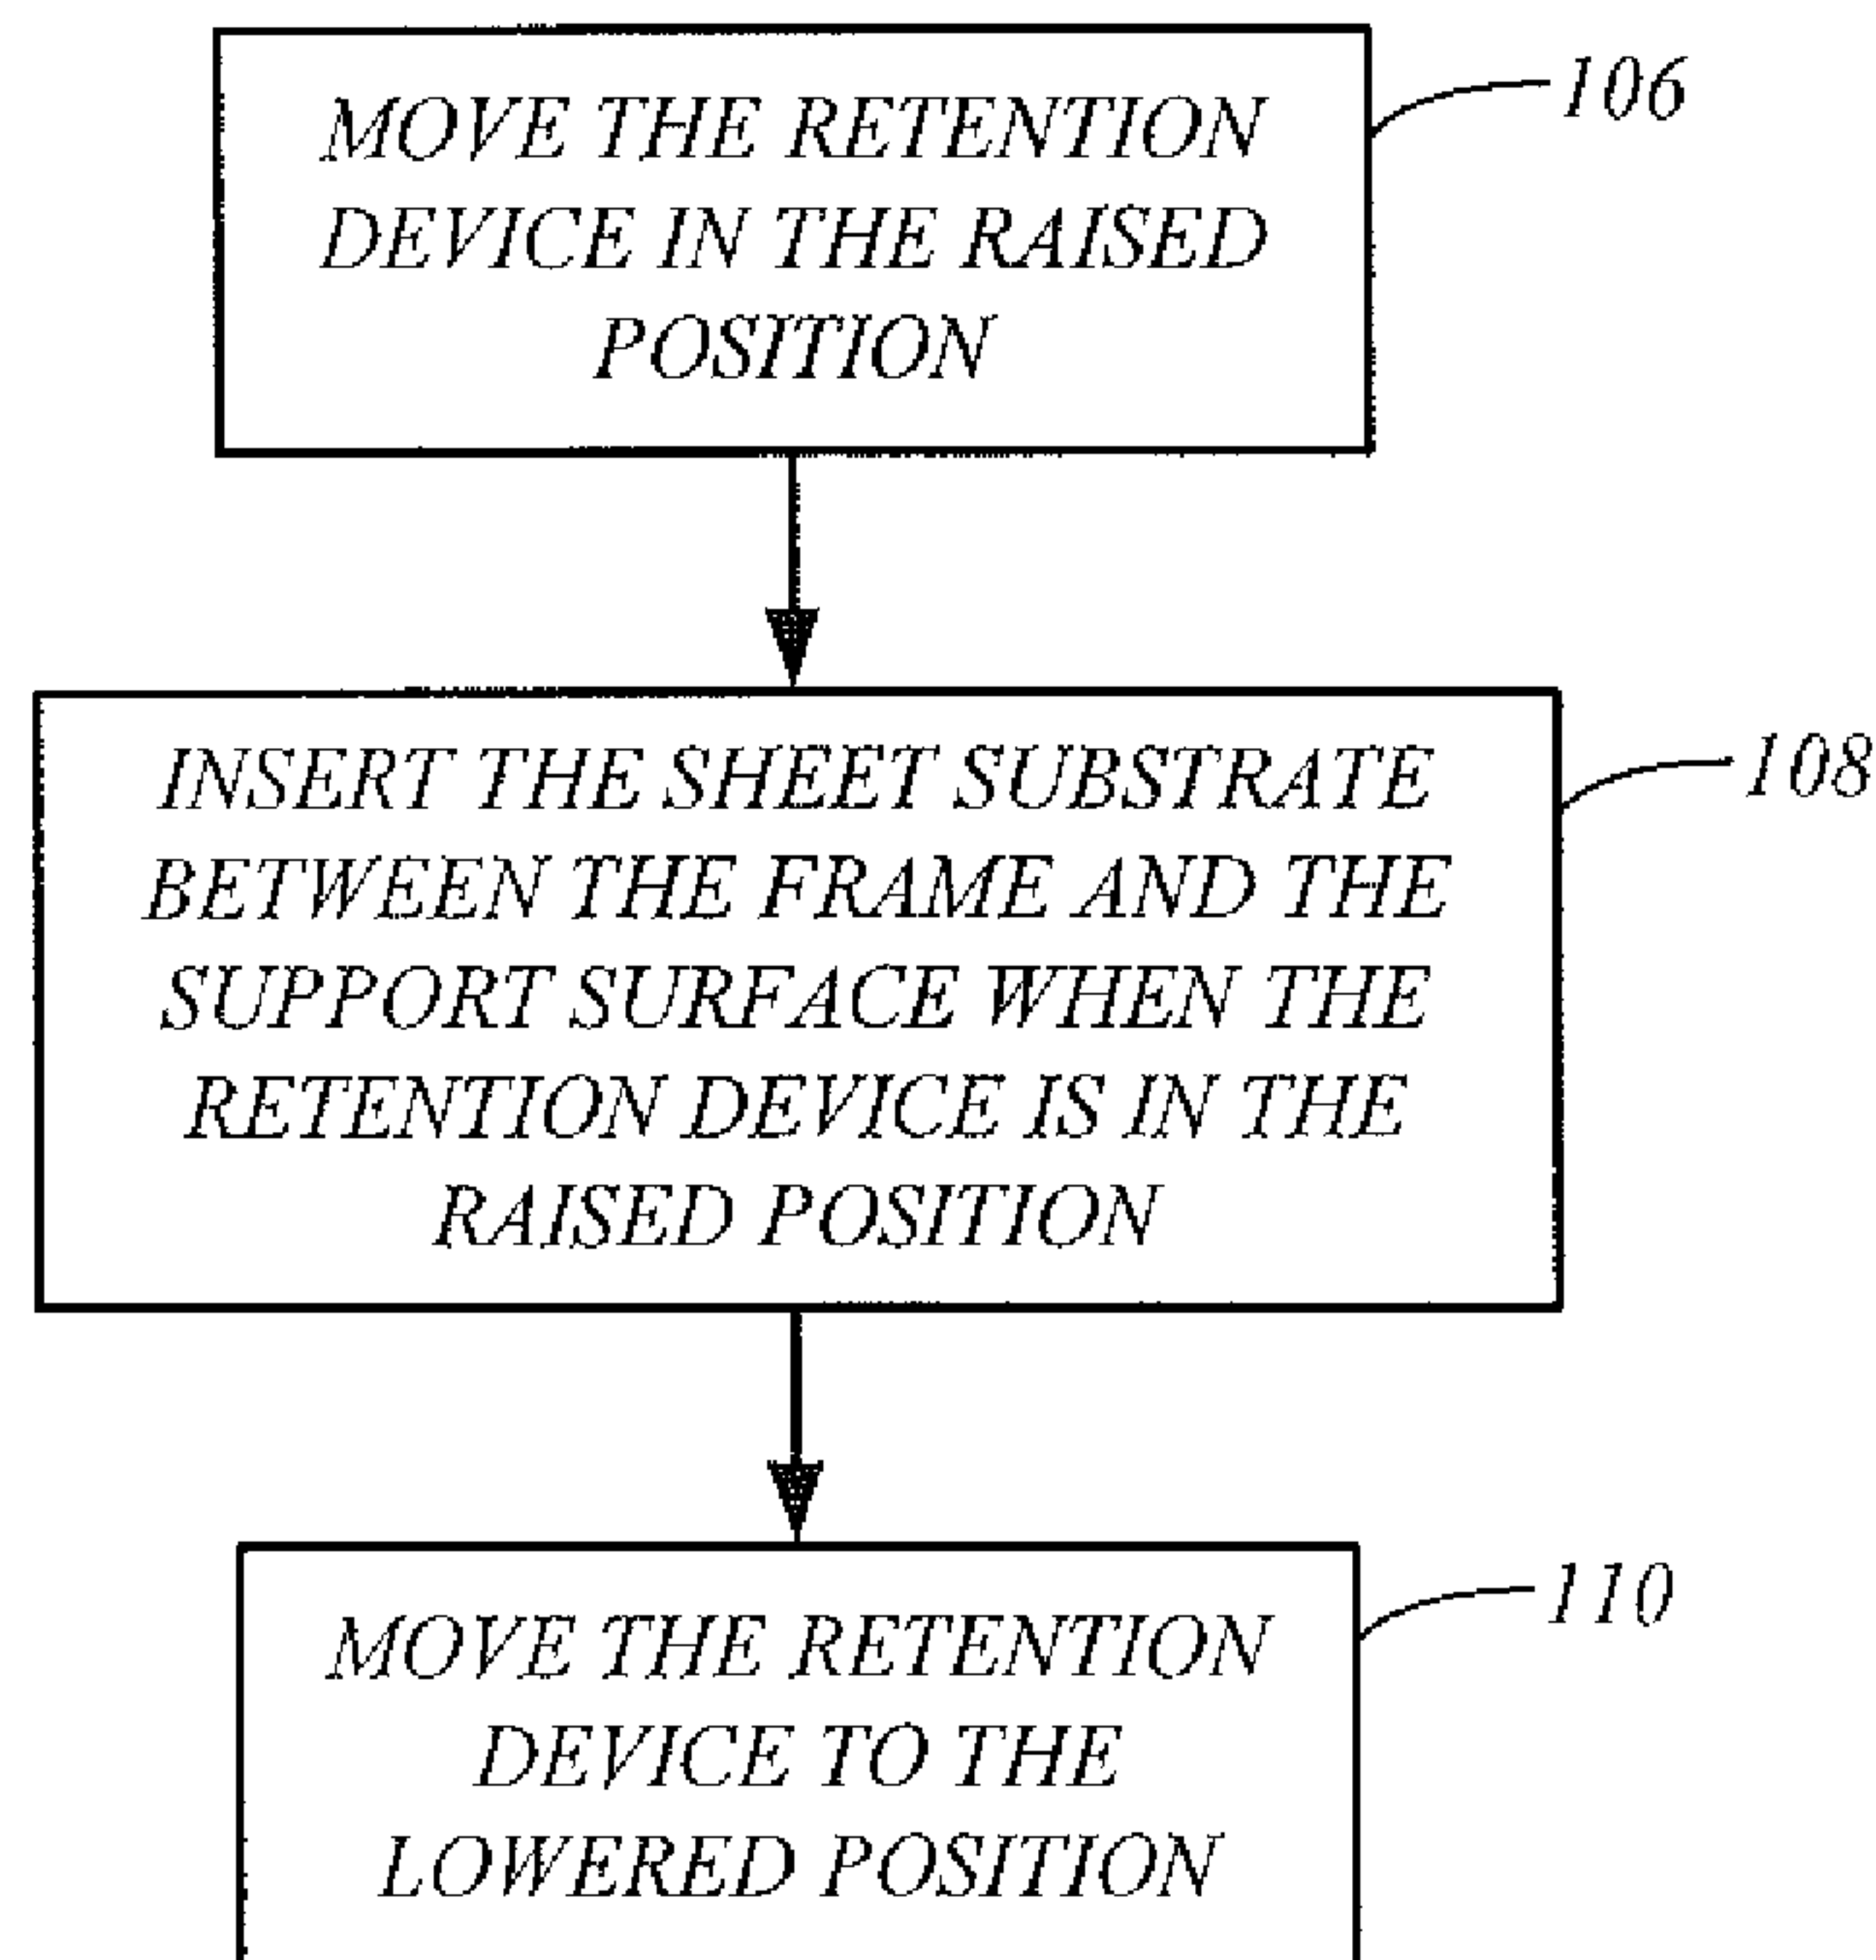 MOVE THE RETENTION
DEVICE IN THE RAISED
POSITION
106
INSERT THE SHEET SUBSTRATE
BETWEEN THE FRAME AND THE
SUPPORT SURFACE WHEN THE
RETENTION DEVICE IS IN THE
RAISED POSITION
108
MOVE THE RETENTION
DEVICE TO THE
LOWERED POSITION
110